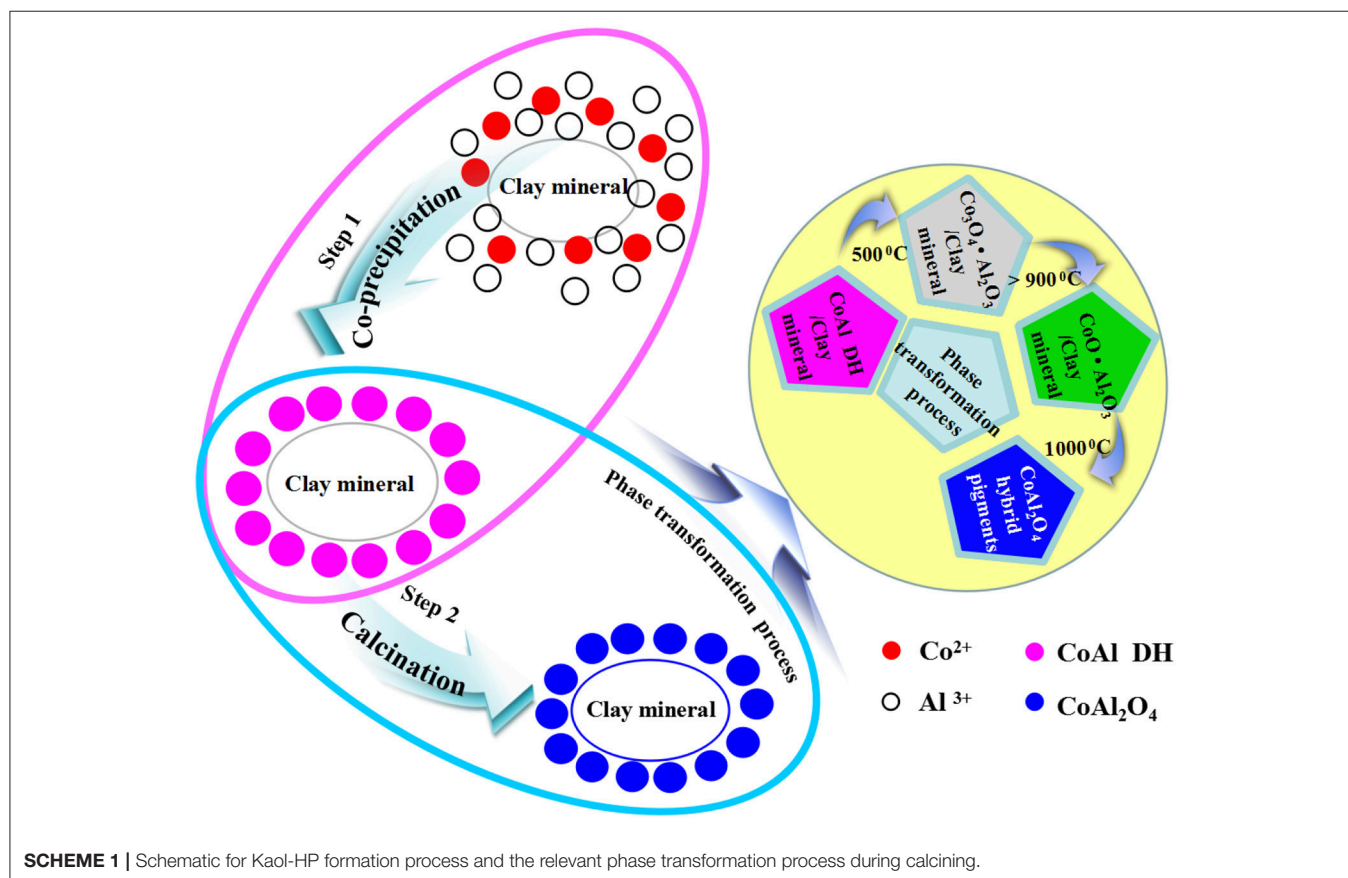 Clay mineral
Step 1
Co-precipitation
Clay mineral
Step 2
Calcination
Clay mineral
Phase transformation process
CoAl DH
/Clay
mineral
500 ⁰C
Co₃O₄ • Al₂O₃
/Clay
mineral
> 900 ⁰C
CoO • Al₂O₃
/Clay
mineral
1000 ⁰C
CoAl₂O₄
hybrid
pigments
Phase
transformation
process
Co²⁺
CoAl DH
Al ³⁺
CoAl₂O₄
SCHEME 1 | Schematic for Kaol-HP formation process and the relevant phase transformation process during calcining.